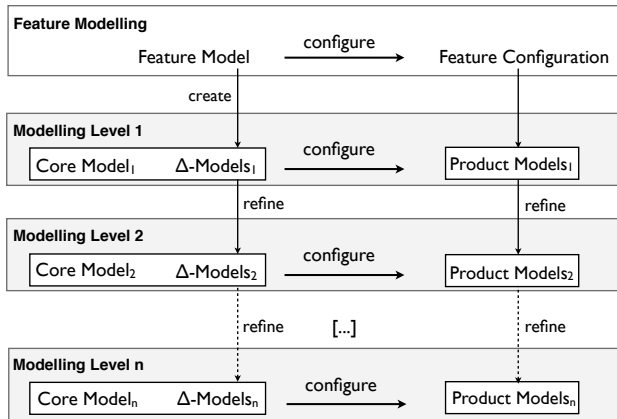 Feature Modelling
configure
Feature Model
Feature Configuration
create
Modelling Level 1
configure
Core Model₁ Δ-Models₁
Product Models₁
refine
refine
Modelling Level 2
configure
Core Model₂ Δ-Models₂
Product Models₂
refine
[...]
refine
Modelling Level n
configure
Core Modelₙ Δ-Modelsₙ
Product Modelsₙ